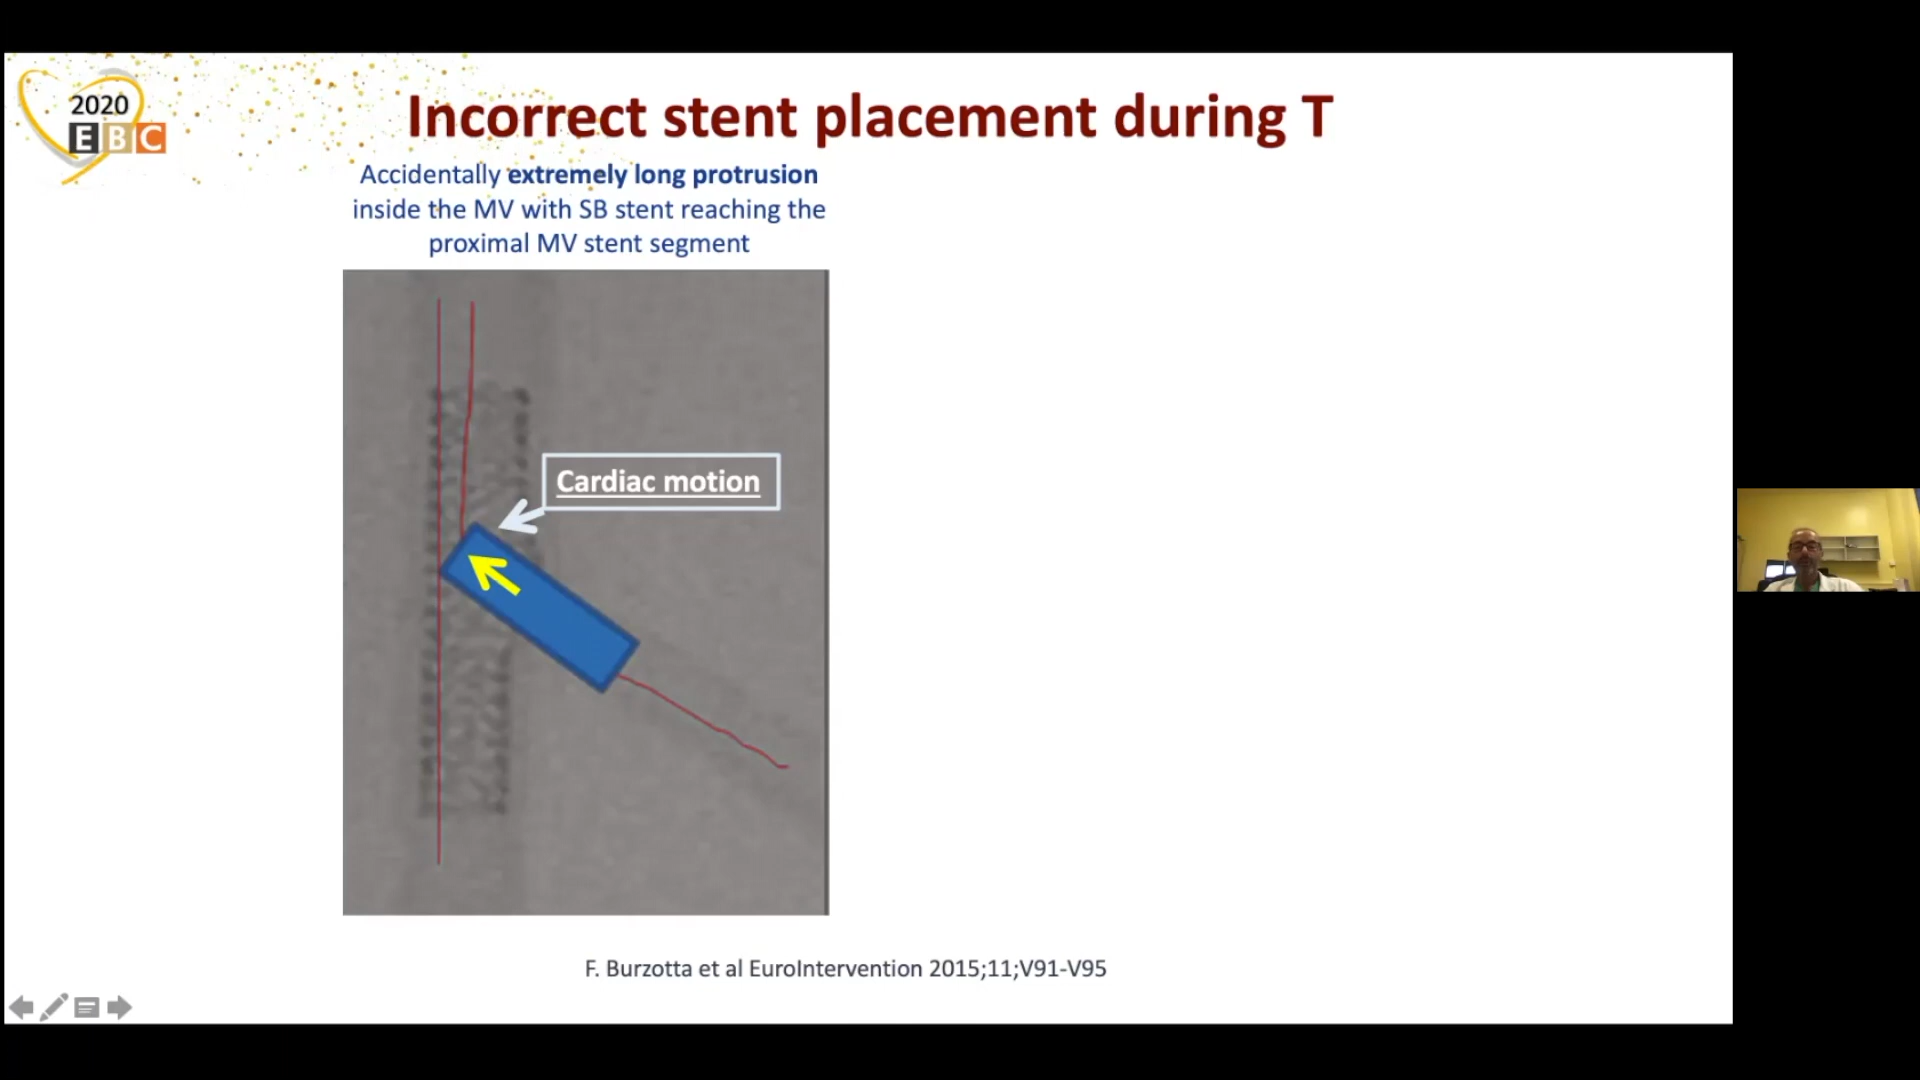 2020
EBC
Incorrect stent placement during T
Accidentally extremely long protrusion
inside the MV with SB stent reaching the
proximal MV stent segment
Cardiac motion
F. Burzotta et al EuroIntervention 2015;11;V91-V95